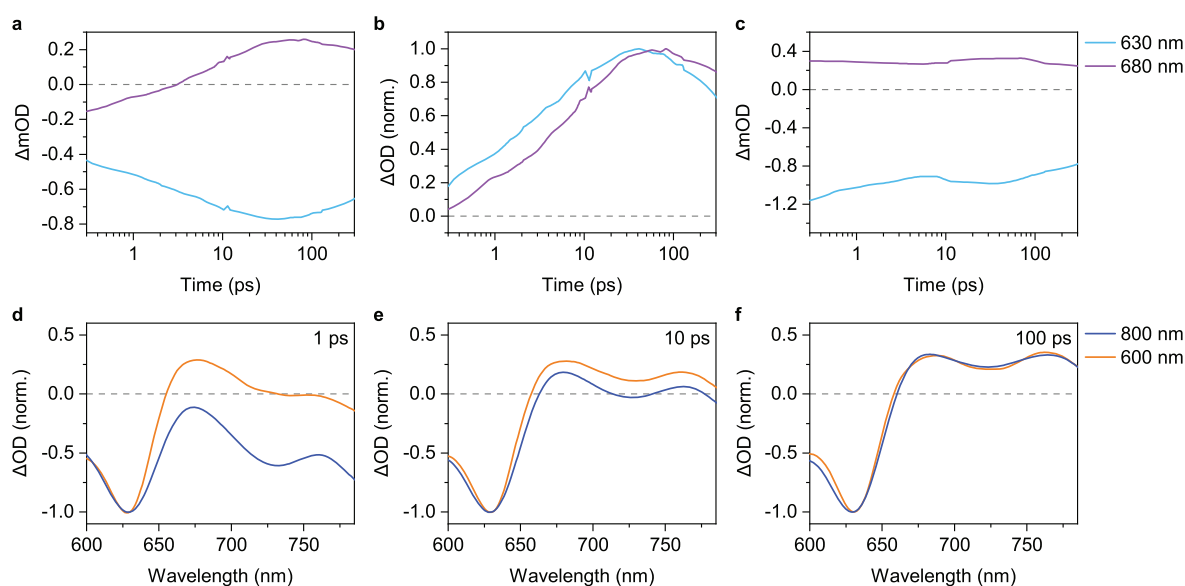 a
0.2
0.0
-0.2
-0.4
-0.6
-0.8
ΔmOD
1 10 100
Time (ps)
b
1.0
0.8
0.6
0.4
0.2
0.0
ΔOD (norm.)
1 10 100
Time (ps)
c
0.4
0.0
-0.4
-0.8
-1.2
ΔmOD
1 10 100
Time (ps)
630 nm
680 nm
d
1 ps
0.5
0.0
-0.5
-1.0
ΔOD (norm.)
600 650 700 750
Wavelength (nm)
e
10 ps
0.5
0.0
-0.5
-1.0
ΔOD (norm.)
600 650 700 750
Wavelength (nm)
f
100 ps
0.5
0.0
-0.5
-1.0
ΔOD (norm.)
600 650 700 750
Wavelength (nm)
800 nm
600 nm